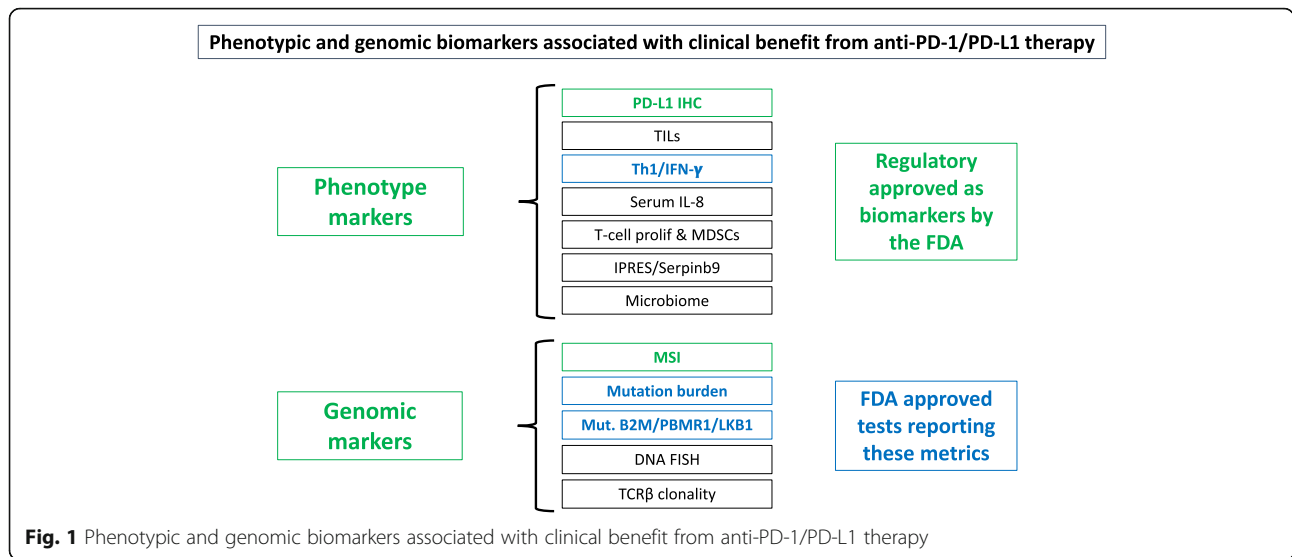 Phenotypic and genomic biomarkers associated with clinical benefit from anti-PD-1/PD-L1 therapy
Phenotype
markers
PD-L1 IHC
TILs
Th1/IFN-γ
Serum IL-8
T-cell prolif & MDSCs
IPRES/Serpinb9
Microbiome
Regulatory
approved as
biomarkers by
the FDA
Genomic
markers
MSI
Mutation burden
Mut. B2M/PBMR1/LKB1
DNA FISH
TCRβ clonality
FDA approved
tests reporting
these metrics
Fig. 1 Phenotypic and genomic biomarkers associated with clinical benefit from anti-PD-1/PD-L1 therapy